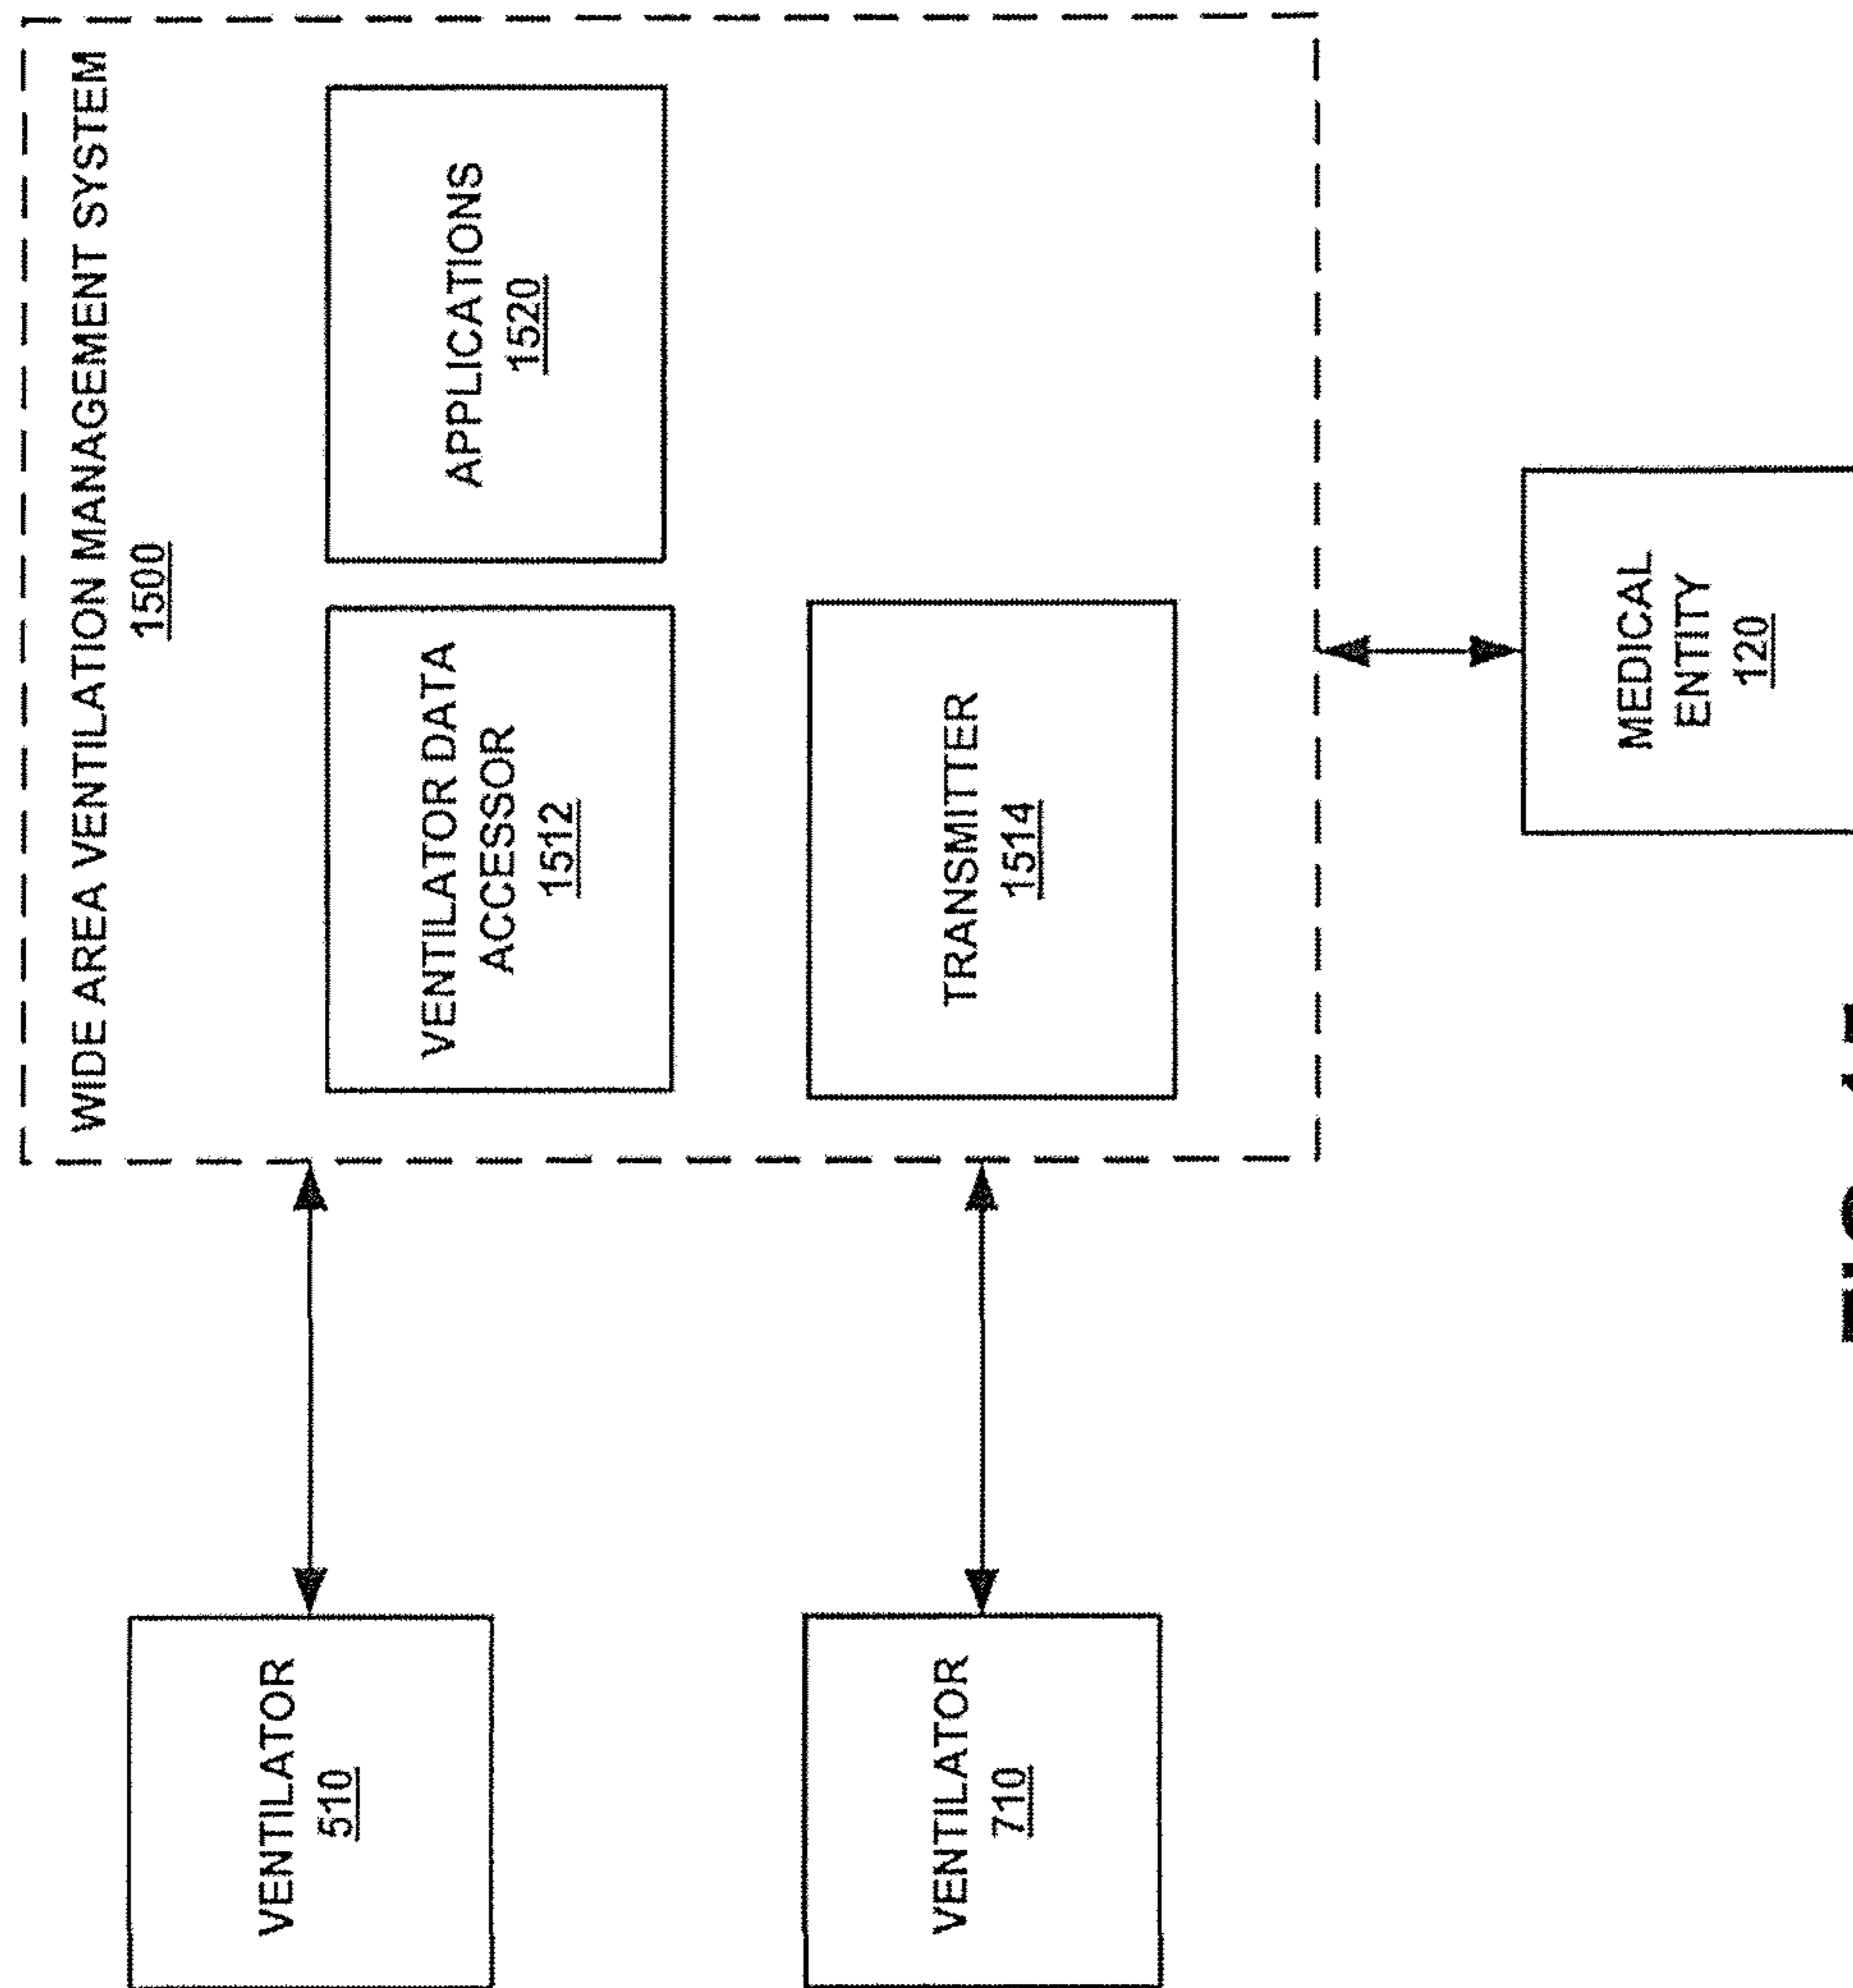 WIDE AREA VENTILATION MANAGEMENT SYSTEM
1500
VENTILATOR
510
VENTILATOR DATA
ACCESSOR
1512
APPLICATIONS
1520
VENTILATOR
710
TRANSMITTER
1514
MEDICAL
ENTITY
120